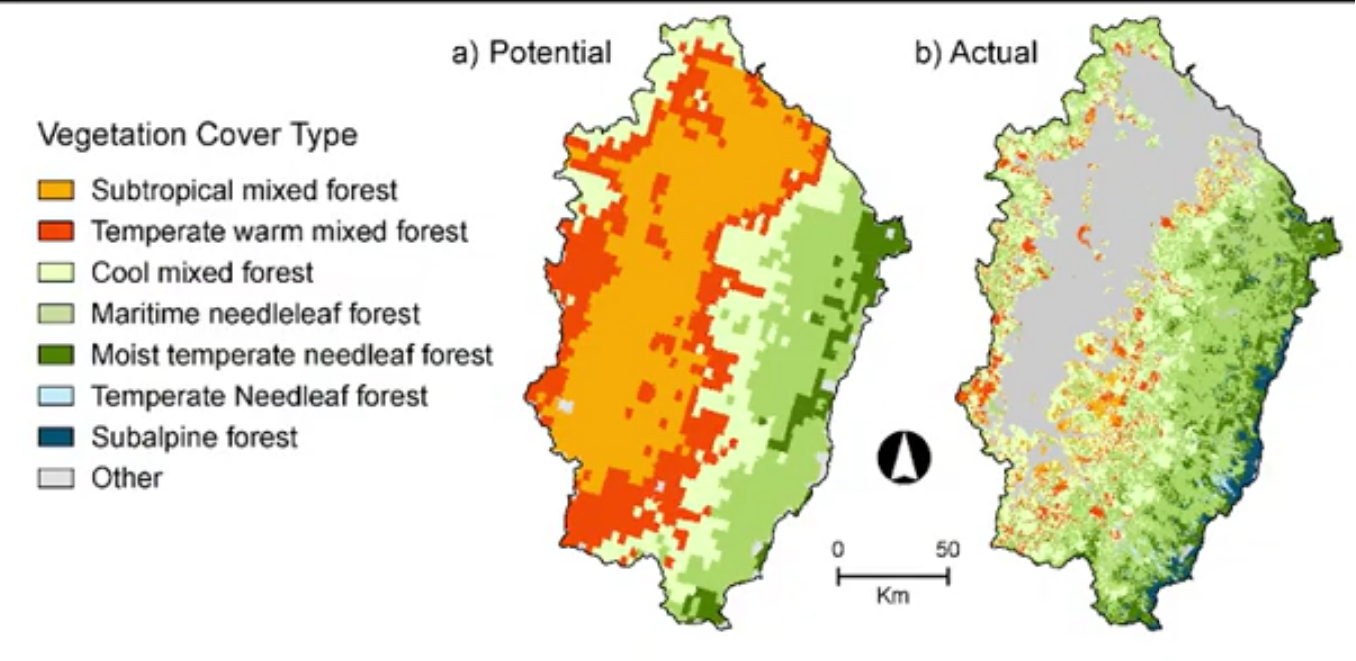 a) Potential
b) Actual
Vegetation Cover Type
Subtropical mixed forest
Temperate warm mixed forest
Cool mixed forest
Maritime needleleaf forest
Moist temperate needleaf forest
Temperate Needleaf forest
Subalpine forest
Other
0 50
Km